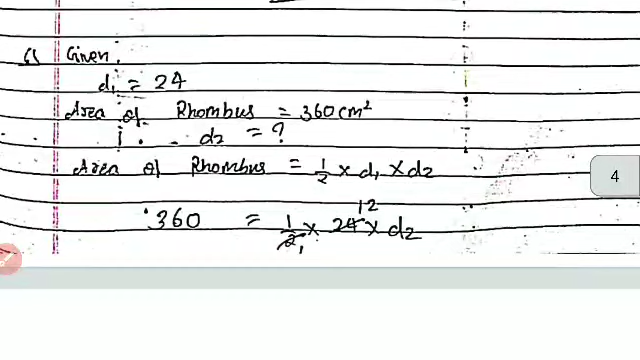 Given.
d₁ = 24
Area of Rhombus = 360 cm²
d2 = ?
Area of Rhombus = 1/2 × d₁ × d2
12
360 = 1/2 × 24 × d2
1
4